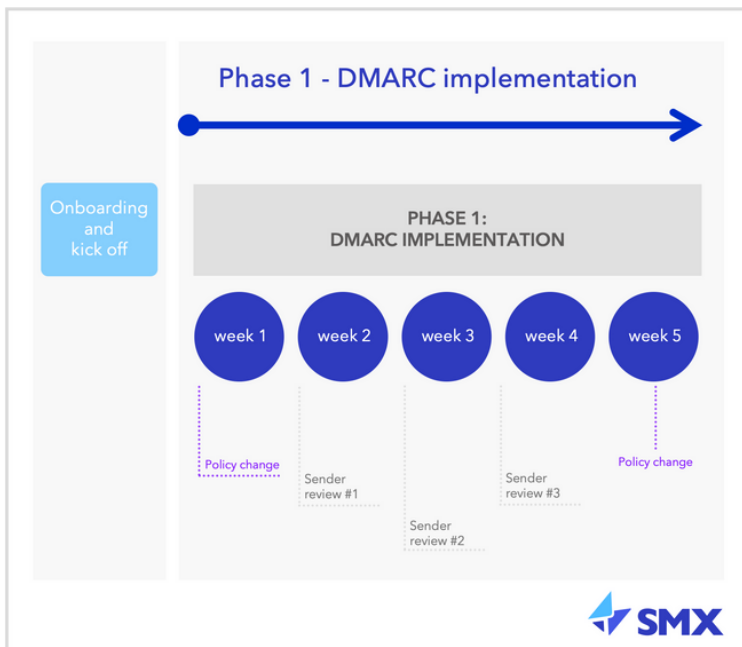 Phase 1 - DMARC implementation
Onboarding
and
kick off
PHASE 1:
DMARC IMPLEMENTATION
week 1
week 2
week 3
week 4
week 5
Policy change
Sender
review #1
Sender
review #2
Sender
review #3
Policy change
SMX